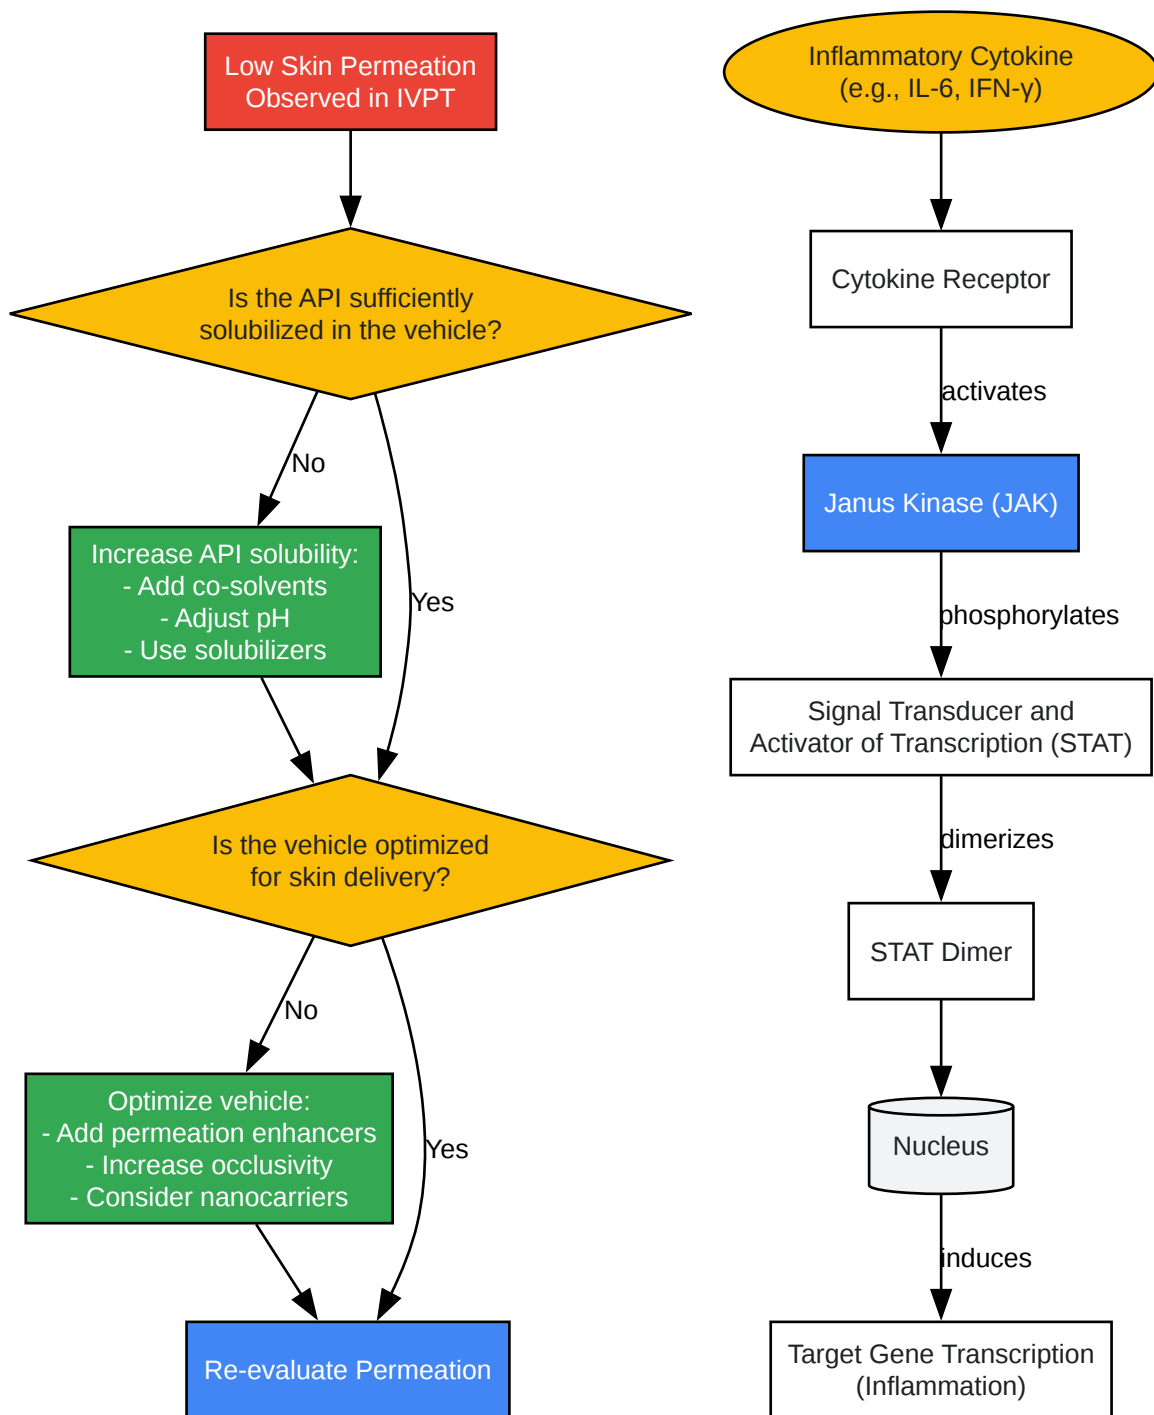 Low Skin Permeation
Observed in IVPT
Is the API sufficiently
solubilized in the vehicle?
No
Increase API solubility:
- Add co-solvents
- Adjust pH
- Use solubilizers
Yes
Is the vehicle optimized
for skin delivery?
No
Optimize vehicle:
- Add permeation enhancers
- Increase occlusivity
- Consider nanocarriers
Yes
Re-evaluate Permeation
Inflammatory Cytokine
(e.g., IL-6, IFN-γ)
Cytokine Receptor
activates
Janus Kinase (JAK)
phosphorylates
Signal Transducer and
Activator of Transcription (STAT)
dimerizes
STAT Dimer
Nucleus
induces
Target Gene Transcription
(Inflammation)